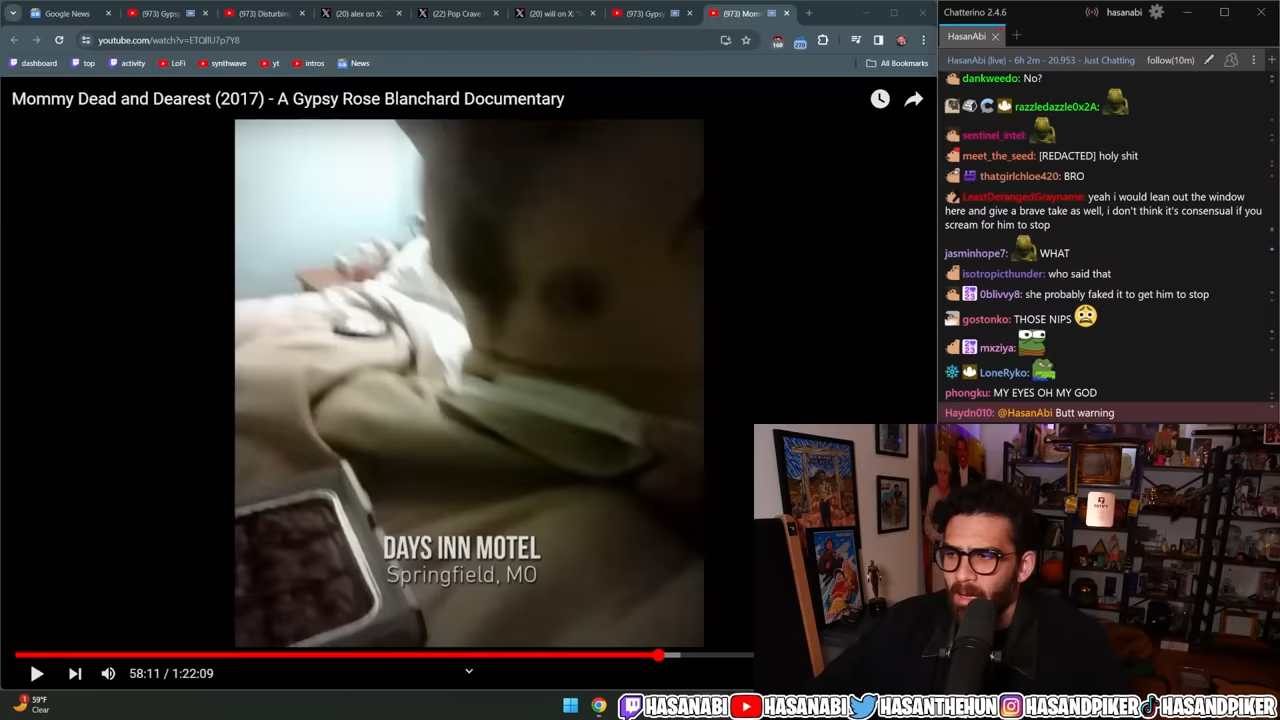 Google News
(973) Gypsy
(973) Disturbin
(20) alex on X: "
(22) Pop Crave
(20) will on X: "
(973) Gypsy
(973) Mom
youtube.com/watch?v=ETQllU7p7Y8
150
270
dashboard
top
activity
LoFi
synthwave
yt
intros
News
All Bookmarks
Mommy Dead and Dearest (2017) - A Gypsy Rose Blanchard Documentary
DAYS INN MOTEL
Springfield, MO
58:11 / 1:22:09
Chatterino 2.4.6
hasanabi
HasanAbi
HasanAbi (live) - 6h 2m - 20,953 - Just Chatting
follow(10m)
dankweedo: No?
razzledazzle0x2A:
sentinel_intel:
meet_the_seed: [REDACTED] holy shit
thatgirlchloe420: BRO
LeastDerangedGrayname: yeah i would lean out the window
here and give a brave take as well, i don't think it's consensual if you
scream for him to stop
jasminhope7: WHAT
isotropicthunder: who said that
0blivvy8: she probably faked it to get him to stop
gostonko: THOSE NIPS
mxziya:
LoneRyko:
phongku: MY EYES OH MY GOD
Haydn010: @HasanAbi Butt warning
1
59°F
Clear
HASANABI
HASANABI
HASANTHEHUN
HASANDPIKER
HASANDPIKER